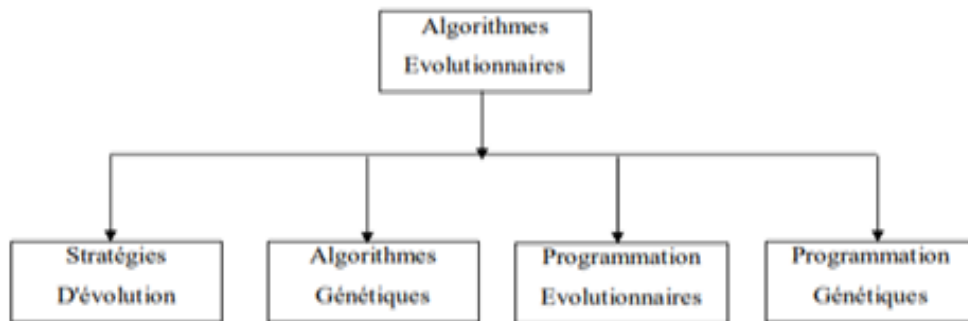 Algorithmes
Evolutionnaires
Stratégies
D'évolution
Algorithmes
Génétiques
Programmation
Evolutionnaires
Programmation
Génétiques